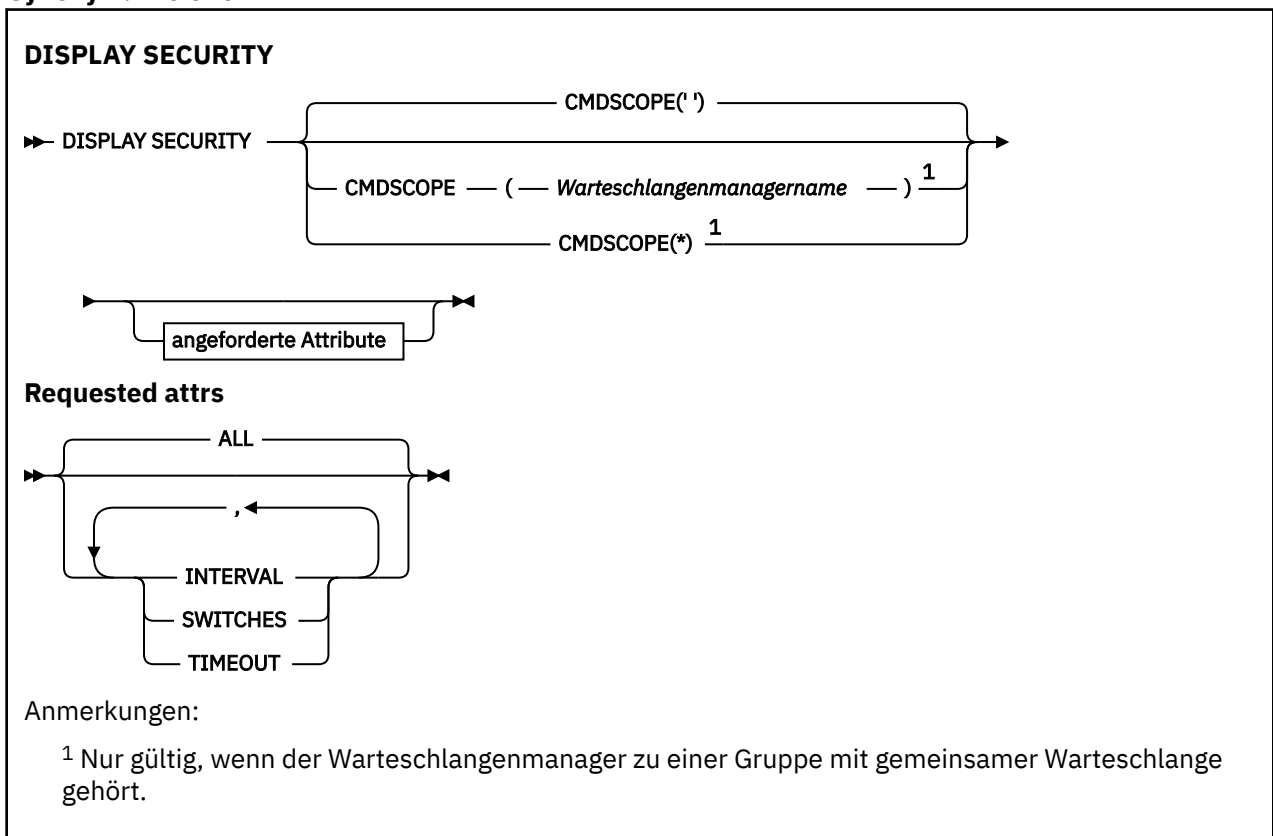 DISPLAY SECURITY
CMDSCOPE(' ')
DISPLAY SECURITY
CMDSCOPE ( Warteschlangenmanagername ) 1
CMDSCOPE(*) 1
angeforderte Attribute
Requested attrs
ALL
,
INTERVAL
SWITCHES
TIMEOUT
Anmerkungen:
1 Nur gültig, wenn der Warteschlangenmanager zu einer Gruppe mit gemeinsamer Warteschlange
gehört.